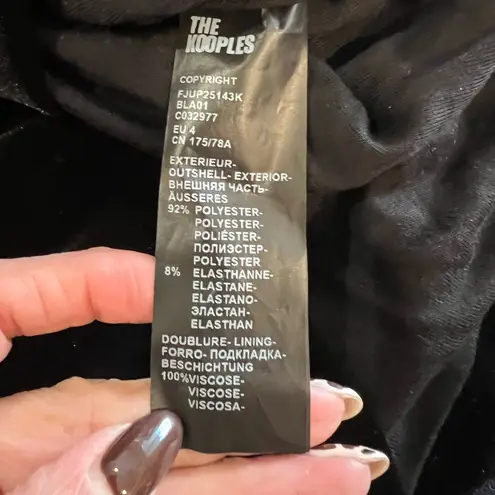 THE
KOOPLES
COPYRIGHT
FJUP25143K
BLA01
C032977
EU 4
CN 175/78A
EXTERIEUR-
OUTSHELL- EXTERIOR-
ВНЕШНЯЯ ЧАСТЬ-
ÄUSSERES
92% POLYESTER-
POLYESTER-
POLIÉSTER-
ПОЛИЭСТЕР-
POLYESTER
8% ELASTHANNE-
ELASTANE-
ELASTANO-
ЭЛАСТАН-
ELASTHAN
DOUBLURE- LINING-
FORRO- ПОДКЛАДКА-
BESCHICHTUNG
100%VISCOSE-
VISCOSE-
VISCOSA-